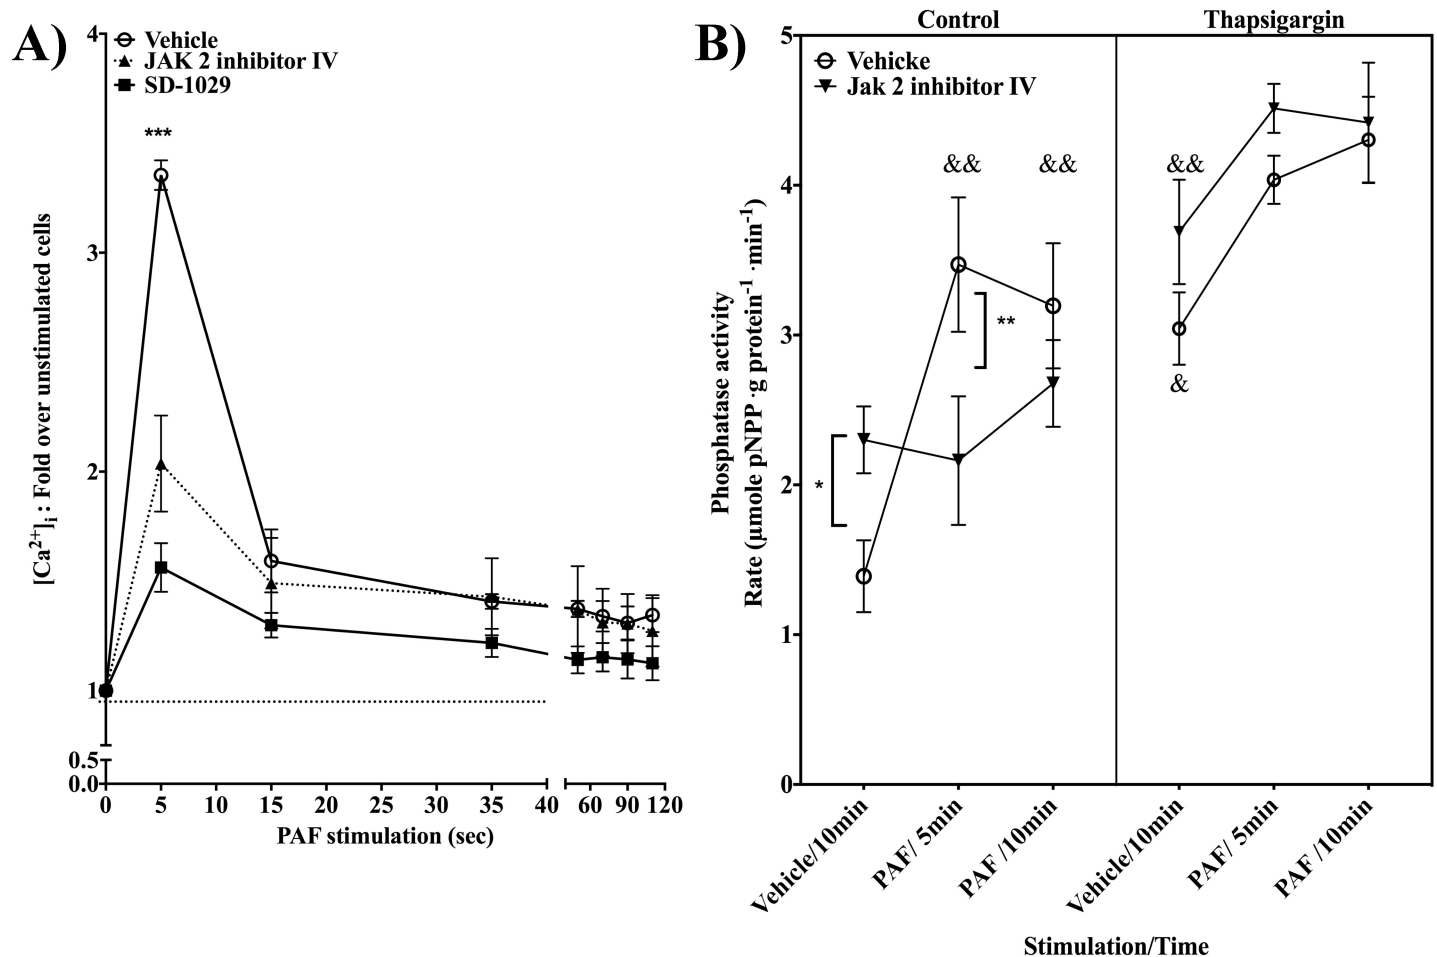 A)
Vehicle
JAK 2 inhibitor IV
SD-1029
***
[Ca2+]i : Fold over unstimulated cells
4
3
2
1
0.5
0.0
0 5 10 15 20 25 30 35 40 60 90 120
PAF stimulation (sec)
B)
Control Thapsigargin
Vehicke
Jak 2 inhibitor IV
&& && &&
**
&
*
Phosphatase activity
Rate (µmole pNPP ·g protein-1 ·min-1)
5
4
3
2
1
0
Vehicle/10min PAF/ 5min PAF /10min Vehicle/10min PAF/ 5min PAF /10min
Stimulation/Time